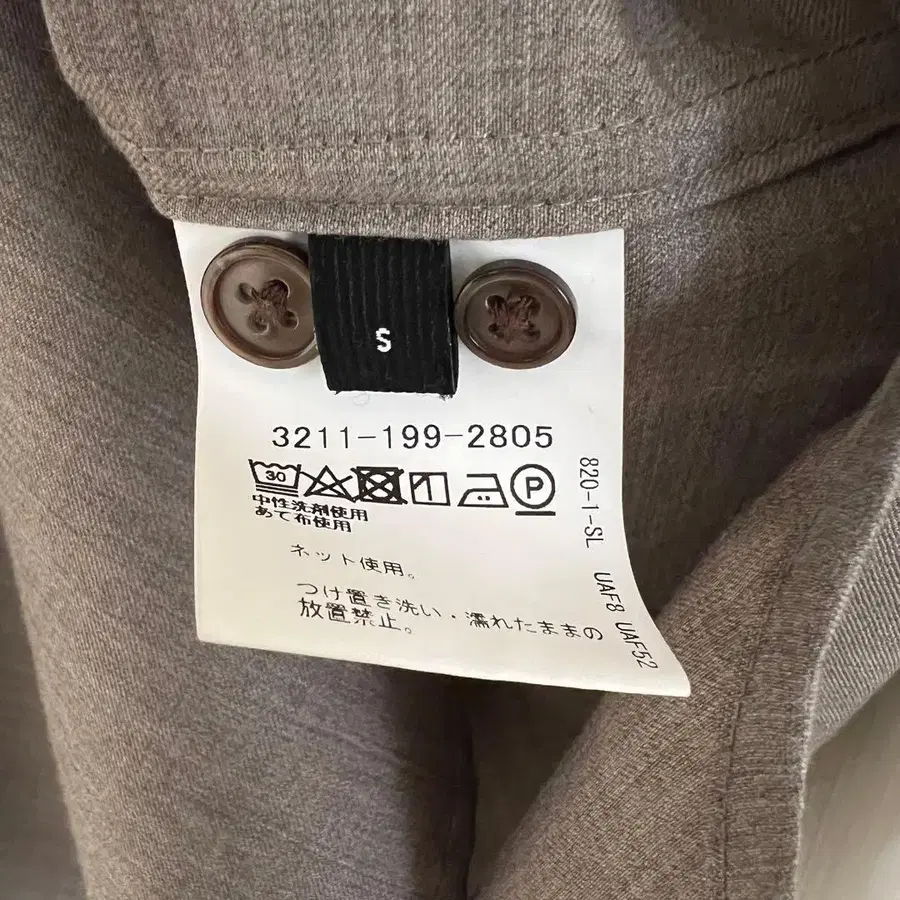 S
3211-199-2805
30
P
中性洗剤使用
あて布使用
ネット使用。
つけ置き洗い・濡れたままの
放置禁止。
820-1-SL UAF8 UAF52